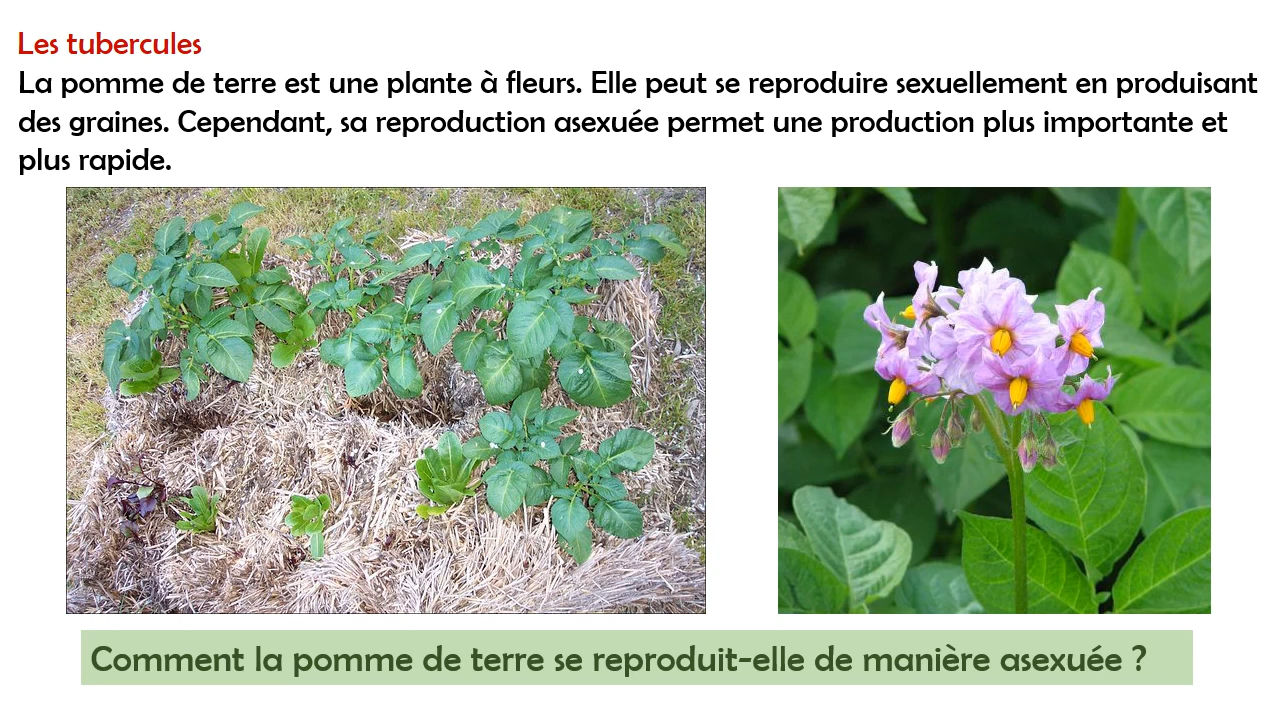 Les tubercules
La pomme de terre est une plante à fleurs. Elle peut se reproduire sexuellement en produisant
des graines. Cependant, sa reproduction asexuée permet une production plus importante et
plus rapide.
Comment la pomme de terre se reproduit-elle de manière asexuée ?